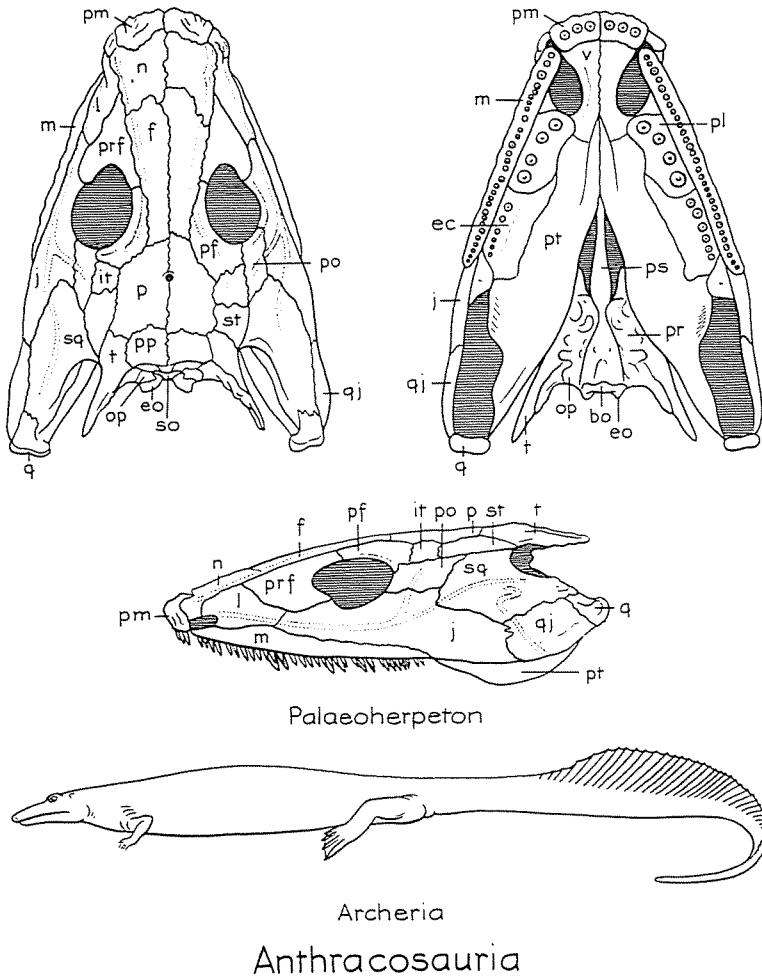 pm
n
l
m
f
prf
pf
j
it
po
p
sq
st
t
pp
op
eo
so
qj
q
pm
v
m
pl
ec
pt
j
ps
pr
qj
op
bo
eo
t
q
f
pf
it
po
p
st
t
n
prf
sq
pm
l
q
qj
m
j
pt
Palaeoherpeton
Archeria
Anthracosauria